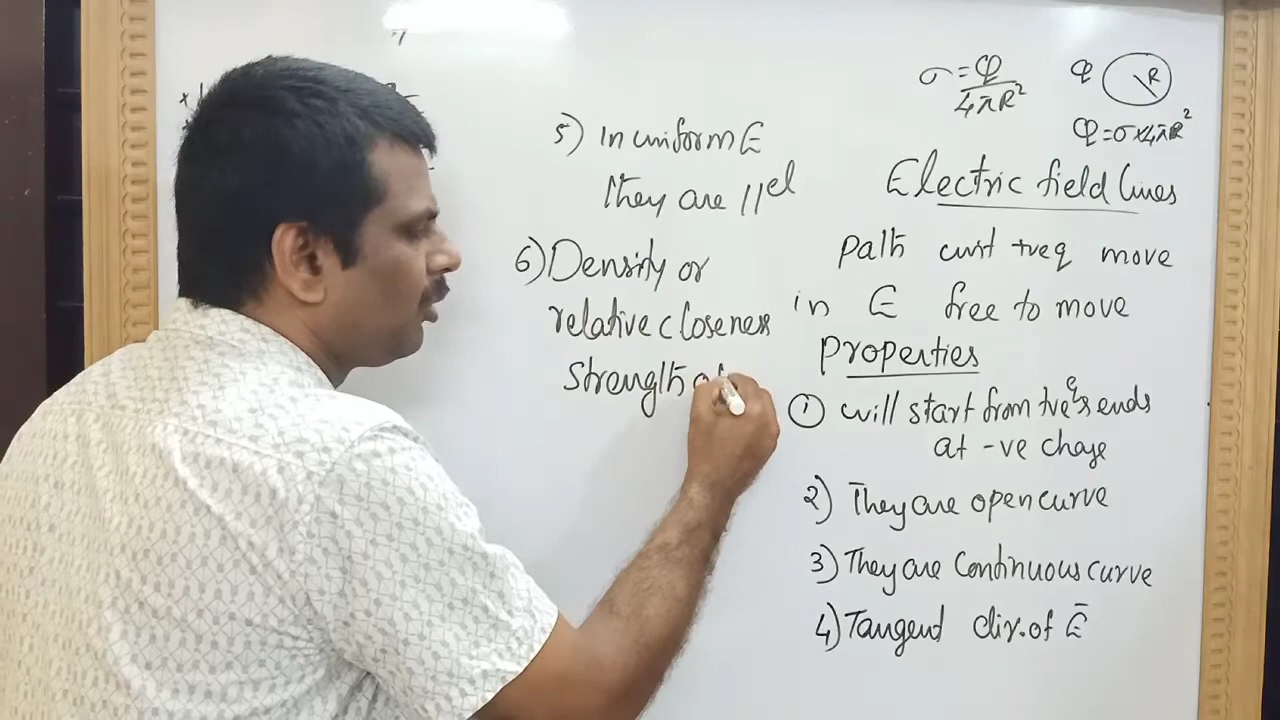 σ = Q
4πR²
Q R
Q = σ×4πR²
Electric field lines
path unit +ve q move
in E free to move
Properties
① will start from +ve q's ends
at -ve charge
2) They are open curve
3) They are Continuous curve
4) Tangend dir. of Ē
5) In uniform E
They are ||el
6) Density or
relative closeness
Strength of